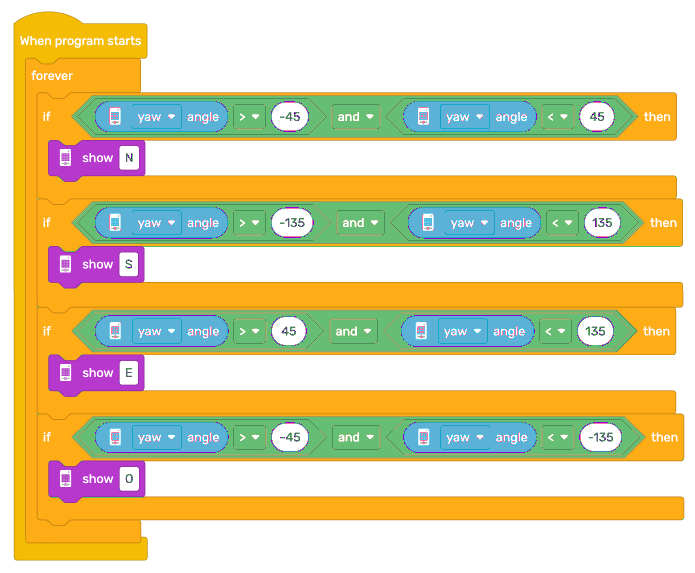 When program starts
forever
if yaw angle > -45 and yaw angle < 45 then
show N
if yaw angle > -135 and yaw angle < 135 then
show S
if yaw angle > 45 and yaw angle < 135 then
show E
if yaw angle > -45 and yaw angle < -135 then
show O